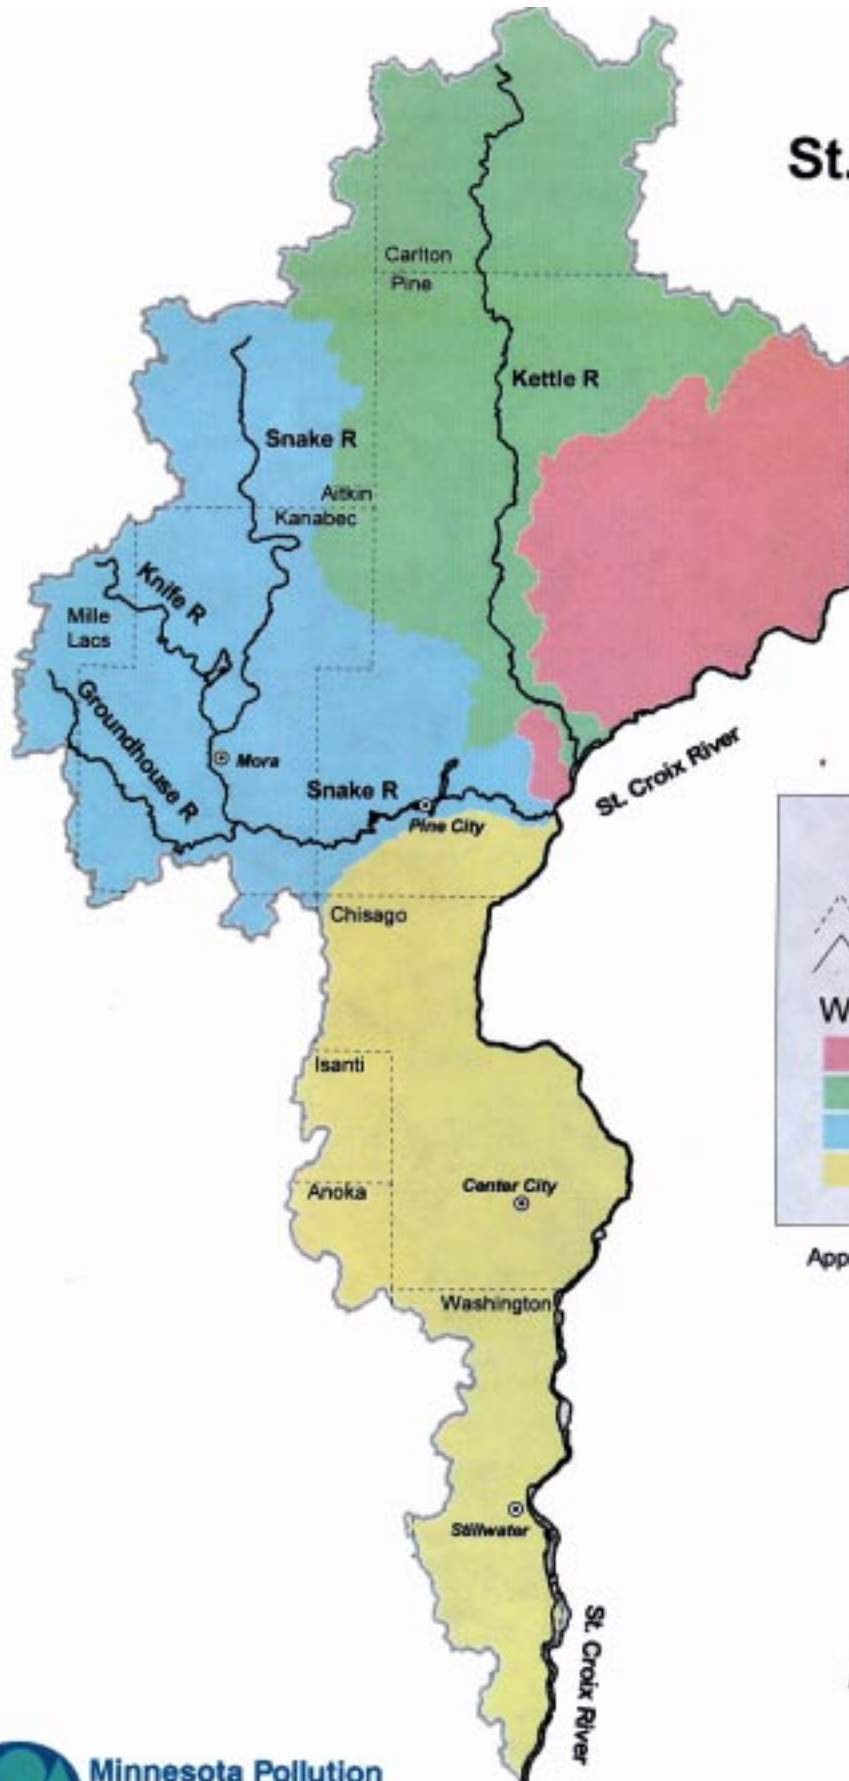 St.
Carlton
Pine
Kettle R
Snake R
Aitkin
Kanabec
Knife R
Mille
Lacs
Groundhouse R
Mora
Snake R
St. Croix River
Pine City
Chisago
W
Isanti
Anoka
Center City
App
Washington
Stillwater
St. Croix River
Minnesota Pollution